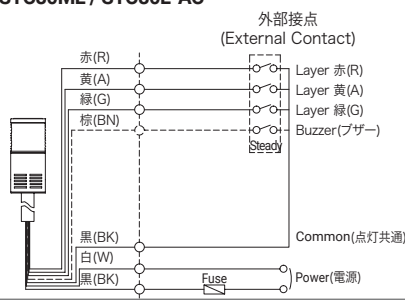 外部接点
(External Contact)
赤(R)
Layer 赤(R)
黄(A)
Layer 黄(A)
緑(G)
Layer 緑(G)
棕(BN)
Buzzer(ブザー)
Steady
黒(BK)
Common(点灯共通)
白(W)
黒(BK)
Fuse
Power(電源)